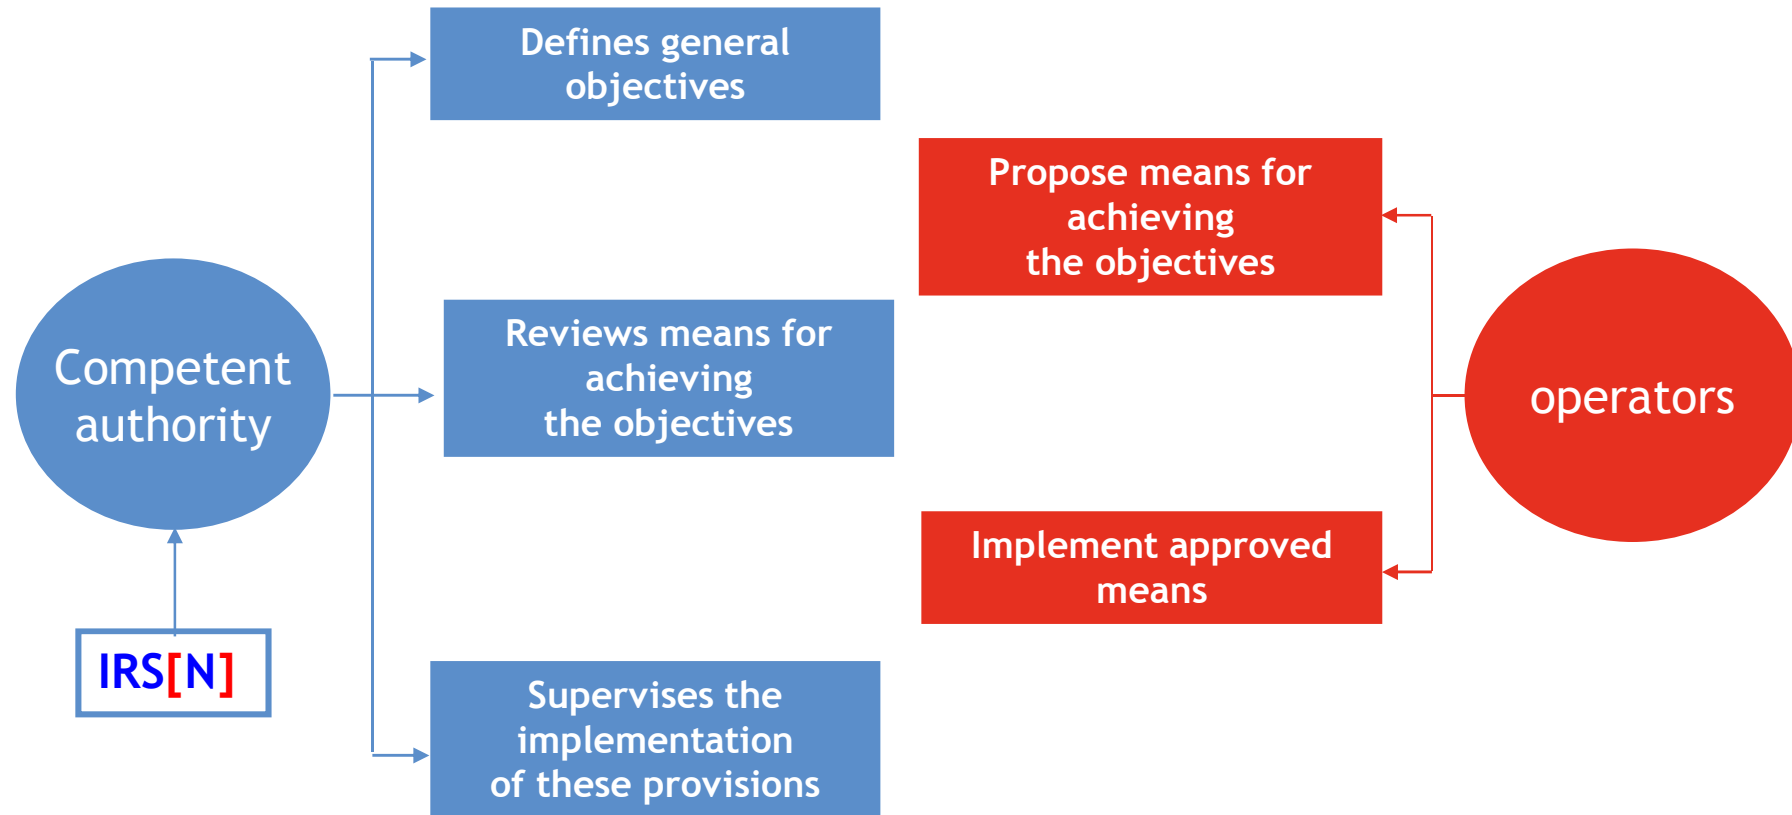 Defines general
objectives
Propose means for
achieving
the objectives
Reviews means for
achieving
the objectives
Competent
authority
operators
Implement approved
means
IRS[N]
Supervises the
implementation
of these provisions